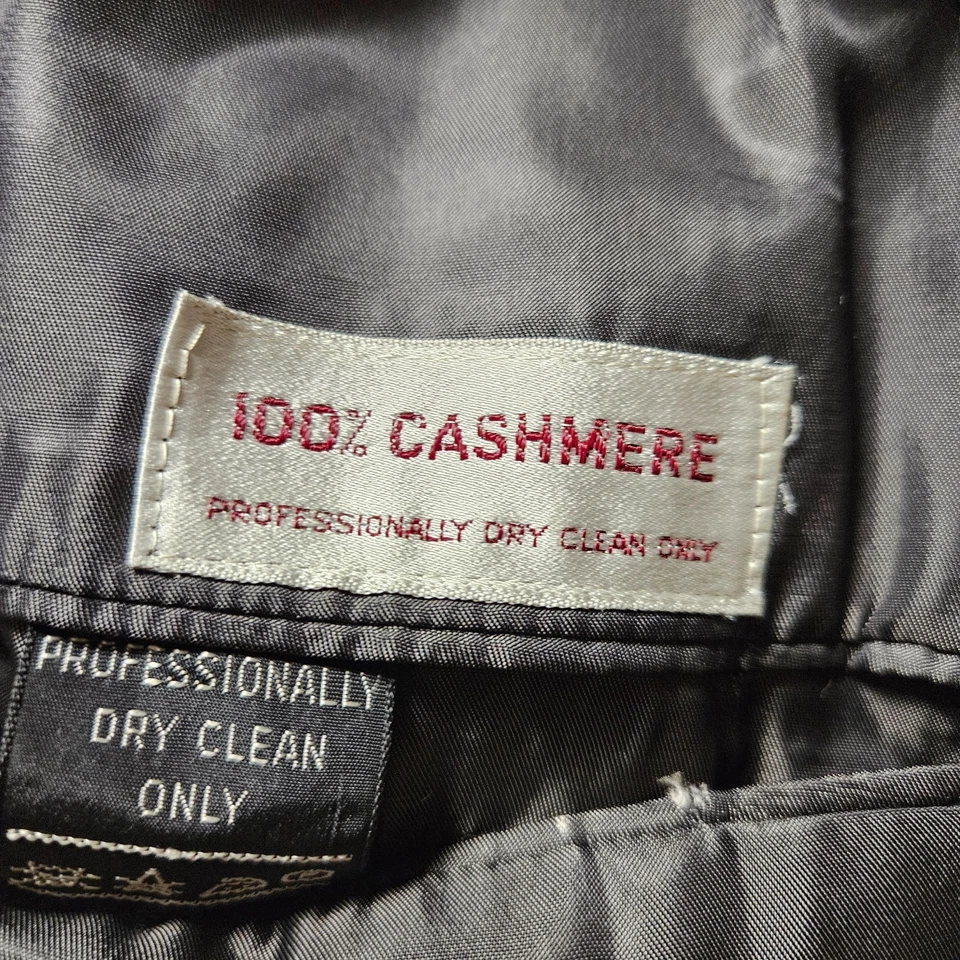 100% CASHMERE
PROFESSIONALLY DRY CLEAN ONLY
PROFESSIONALLY
DRY CLEAN
ONLY